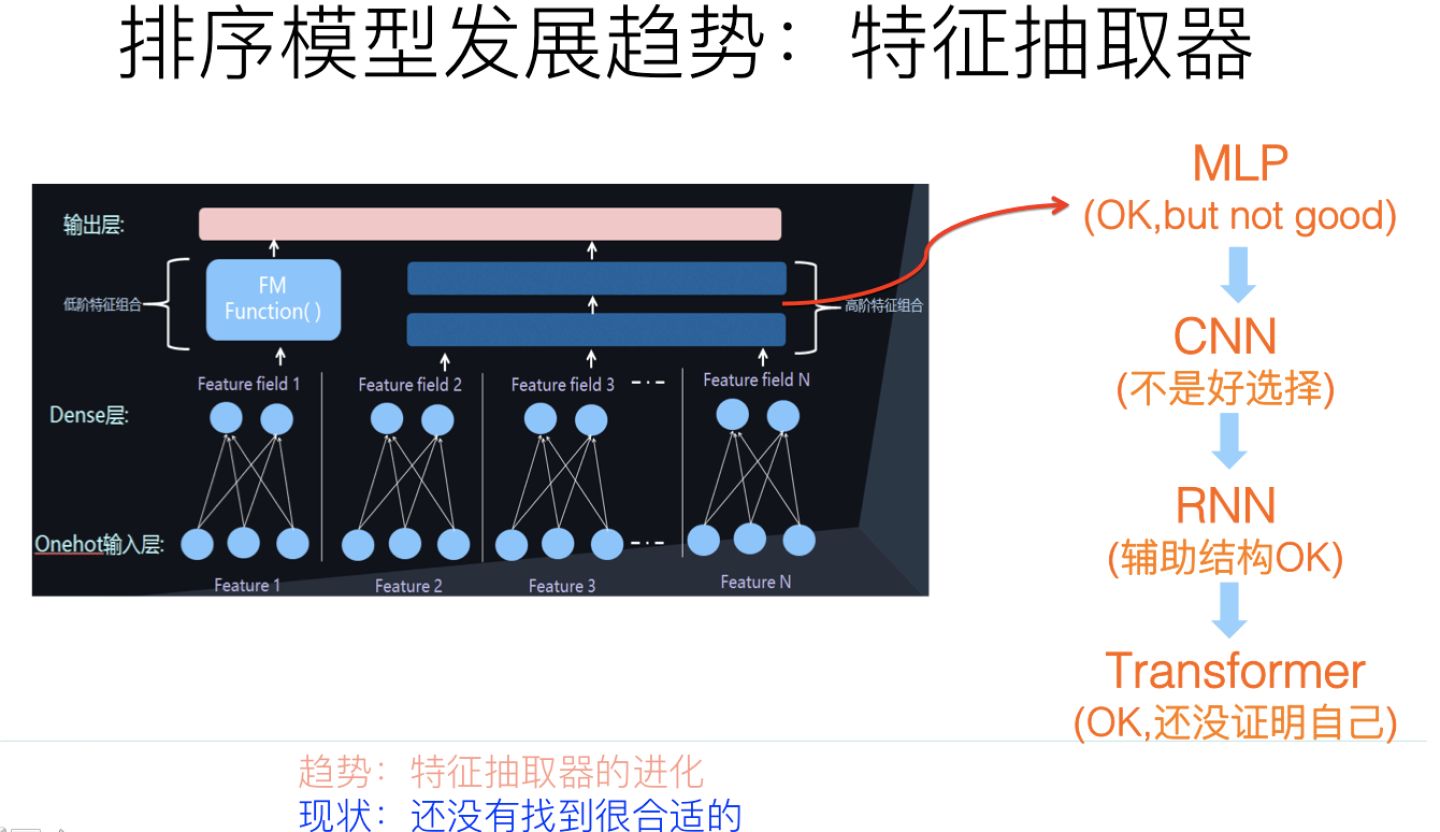 排序模型发展趋势：特征抽取器
输出层:
FM
Function( )
低阶特征组合
高阶特征组合
Feature field 1
Feature field 2
Feature field 3
Feature field N
Dense层:
Onehot输入层:
Feature 1
Feature 2
Feature 3
Feature N
MLP
(OK,but not good)
CNN
(不是好选择)
RNN
(辅助结构OK)
Transformer
(OK,还没证明自己)
趋势：特征抽取器的进化
现状：还没有找到很合适的